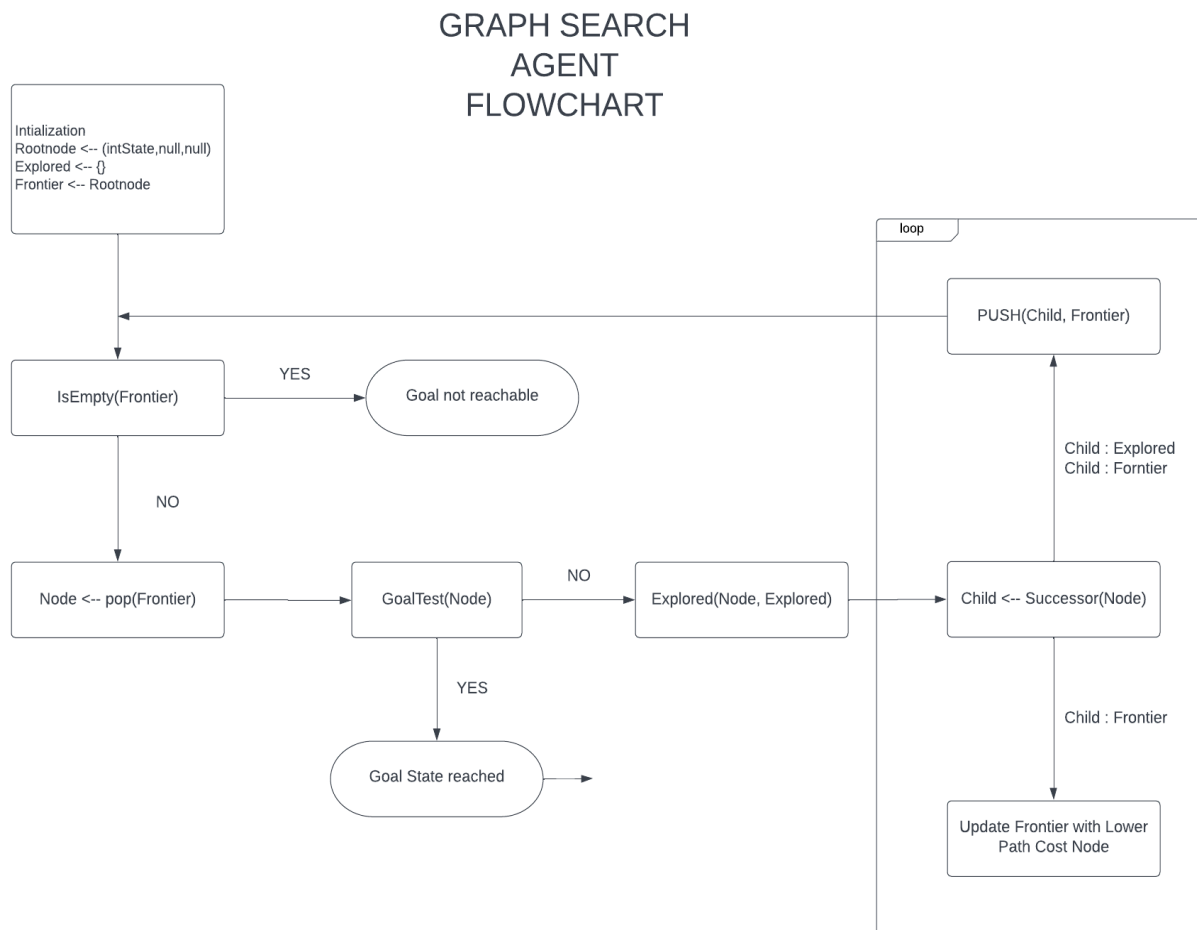 GRAPH SEARCH
AGENT
FLOWCHART
Intialization
Rootnode <-- (intState,null,null)
Explored <-- {}
Frontier <-- Rootnode
loop
PUSH(Child, Frontier)
IsEmpty(Frontier)
YES
Goal not reachable
Child : Explored
Child : Forntier
NO
Node <-- pop(Frontier)
GoalTest(Node)
NO
Explored(Node, Explored)
Child <-- Successor(Node)
YES
Child : Frontier
Goal State reached
Update Frontier with Lower
Path Cost Node